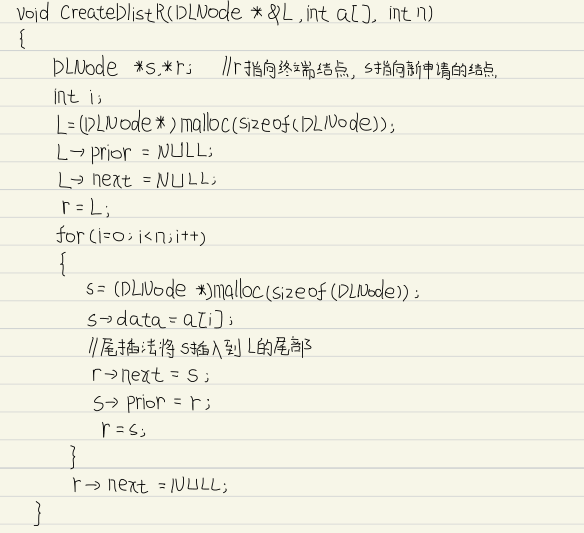 void CreateDlistR(DLNode *&L,int a[], int n)
{
DLNode *s,*r; //r指向终端结点, s指向新申请的结点
int i;
L=(DLNode*)malloc(sizeof(DLNode));
L→prior = NULL;
L→next = NULL;
r = L;
for(i=0;i<n;i++)
{
s = (DLNode *)malloc(sizeof(DLNode));
s→data = a[i];
//尾插法将s插入到L的尾部
r→next = s;
s→prior = r;
r=s;
}
r→next = NULL;
}